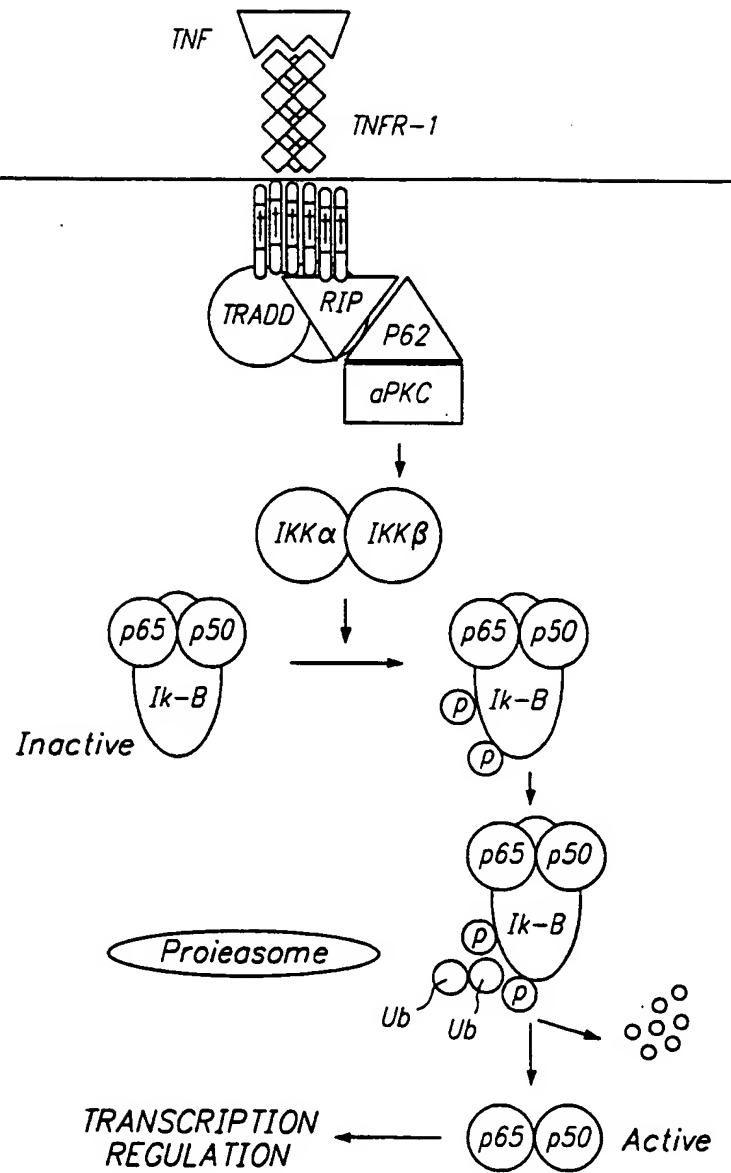 TNF
TNFR-1
TRADD
RIP
P62
aPKC
IKKα
IKKβ
p65
p50
Ik-B
Inactive
p65
p50
Ik-B
p
p
p65
p50
Ik-B
Proieasome
p
p
Ub
Ub
TRANSCRIPTION
REGULATION
p65
p50
Active